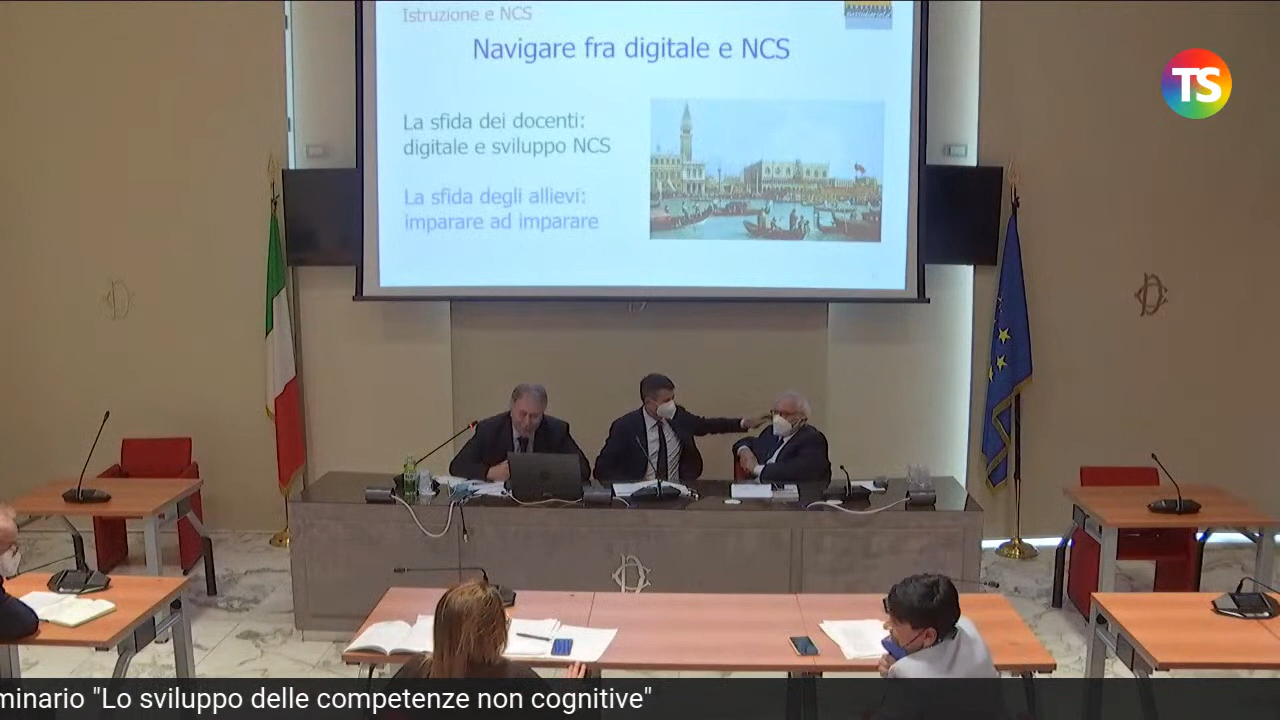 Istruzione e NCS
Navigare fra digitale e NCS
La sfida dei docenti:
digitale e sviluppo NCS
La sfida degli allievi:
imparare ad imparare
TS
minario "Lo sviluppo delle competenze non cognitive"